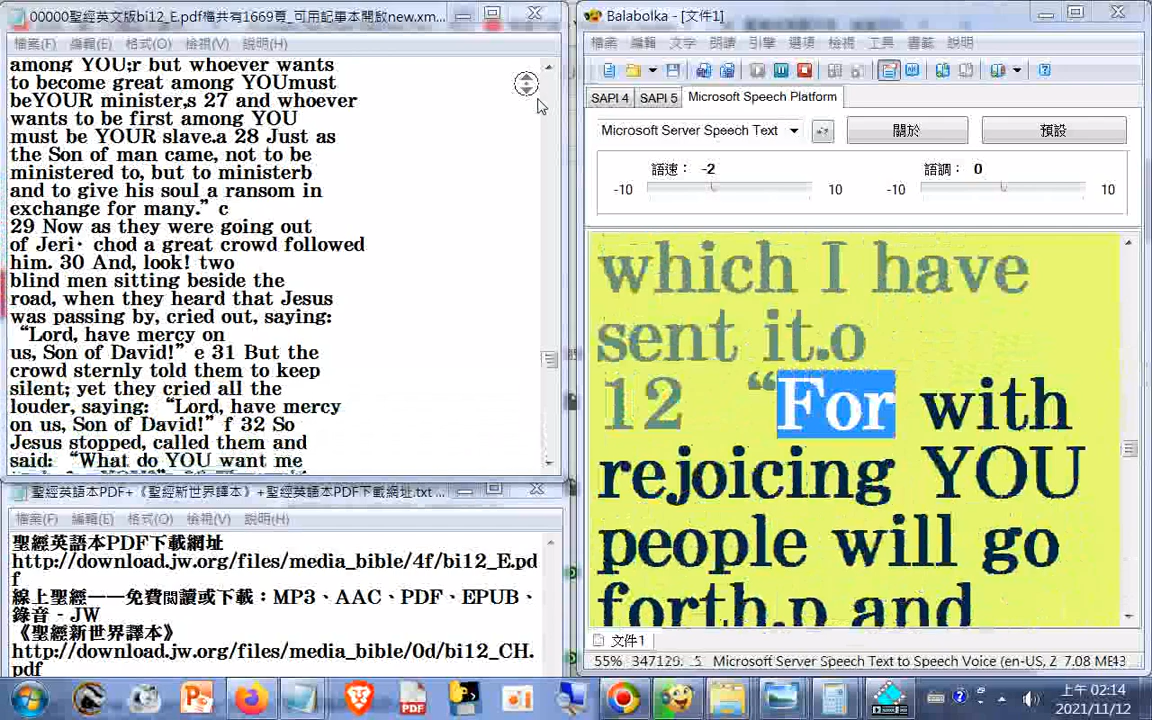 00000聖經英文版bi12_E.pdf檔共有1669頁_可用記事本開啟new.xm...
檔案(F) 編輯(E) 格式(O) 檢視(V) 說明(H)
among YOU;r but whoever wants
to become great among YOUmust
beYOUR minister,s 27 and whoever
wants to be first among YOU
must be YOUR slave.a 28 Just as
the Son of man came, not to be
ministered to, but to ministerb
and to give his soul a ransom in
exchange for many.” c
29 Now as they were going out
of Jeri· chod a great crowd followed
him. 30 And, look! two
blind men sitting beside the
road, when they heard that Jesus
was passing by, cried out, saying:
“Lord, have mercy on
us, Son of David!” e 31 But the
crowd sternly told them to keep
silent; yet they cried all the
louder, saying: “Lord, have mercy
on us, Son of David!” f 32 So
Jesus stopped, called them and
said: “What do YOU want me
聖經英語本PDF+《聖經新世界譯本》+聖經英語本PDF下載網址.txt ...
檔案(F) 編輯(E) 格式(O) 檢視(V) 說明(H)
聖經英語本PDF下載網址
http://download.jw.org/files/media_bible/4f/bi12_E.pd
f
線上聖經——免費閱讀或下載：MP3、AAC、PDF、EPUB、
錄音 - JW
《聖經新世界譯本》
http://download.jw.org/files/media_bible/0d/bi12_CH.
pdf
Balabolka - [文件1]
檔案 編輯 文字 朗讀 引擎 選項 檢視 工具 書籤 說明
SAPI 4 SAPI 5 Microsoft Speech Platform
Microsoft Server Speech Text 關於 預設
語速： -2 語調： 0
-10 10 -10 10
which I have
sent it.o
12 “For with
rejoicing YOU
people will go
forth,p and
文件1
55% Microsoft Server Speech Text to Speech Voice (en-US, Z 7.08 ME
上午 02:14
2021/11/12